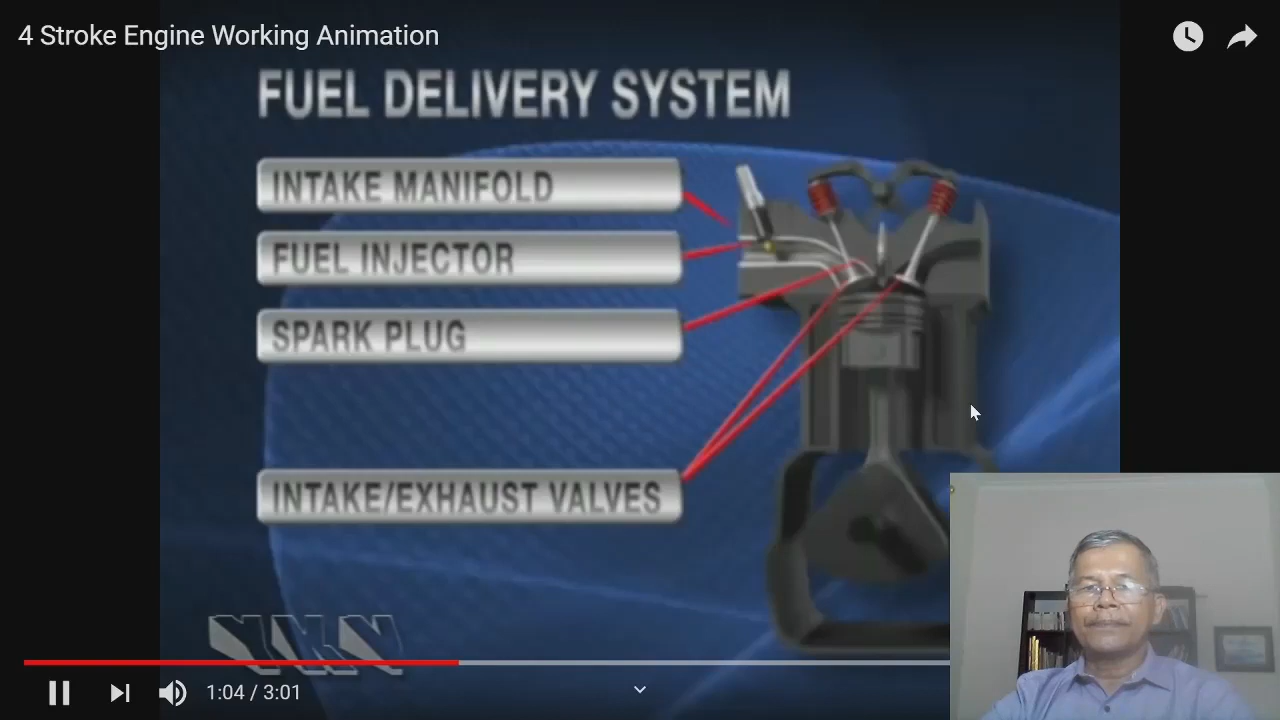 4 Stroke Engine Working Animation
FUEL DELIVERY SYSTEM
INTAKE MANIFOLD
FUEL INJECTOR
SPARK PLUG
INTAKE/EXHAUST VALVES
1:04 / 3:01